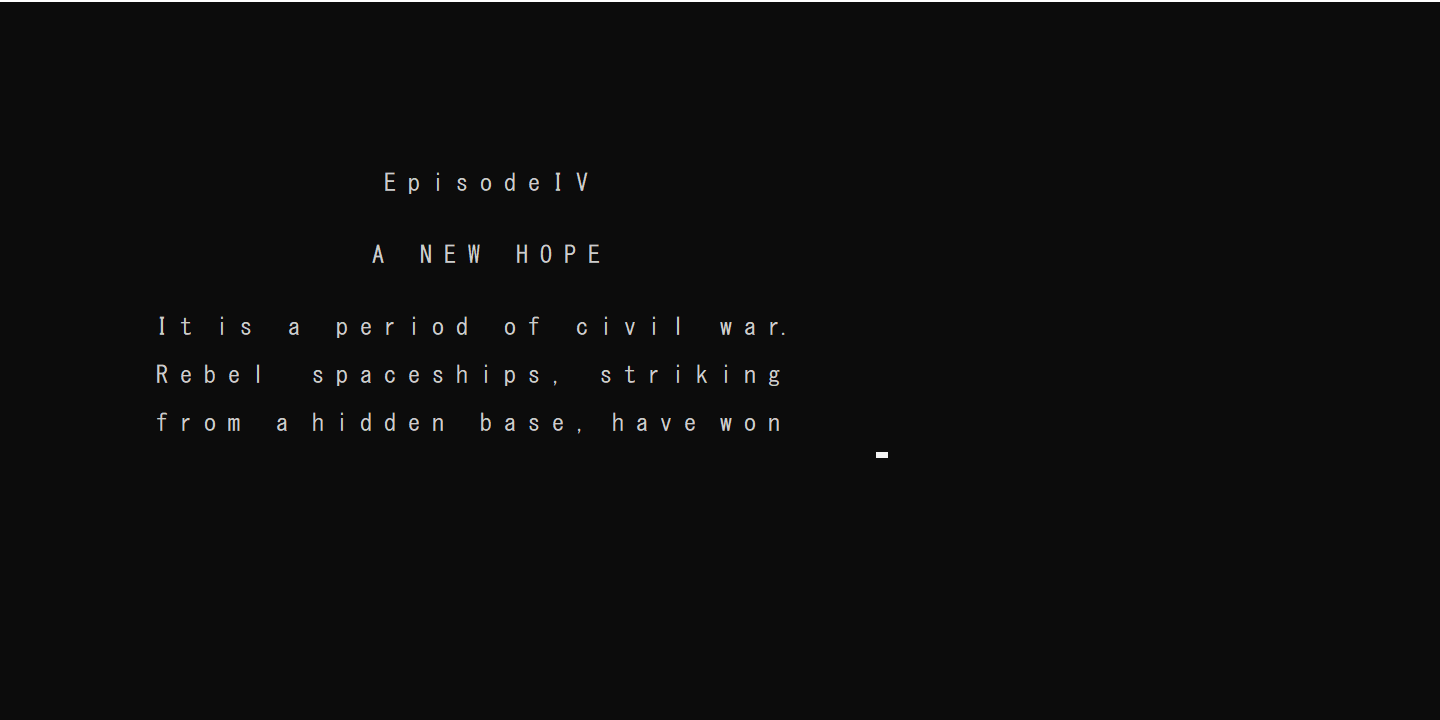 EpisodeIV
A NEW HOPE
It is a period of civil war.
Rebel spaceships, striking
from a hidden base, have won